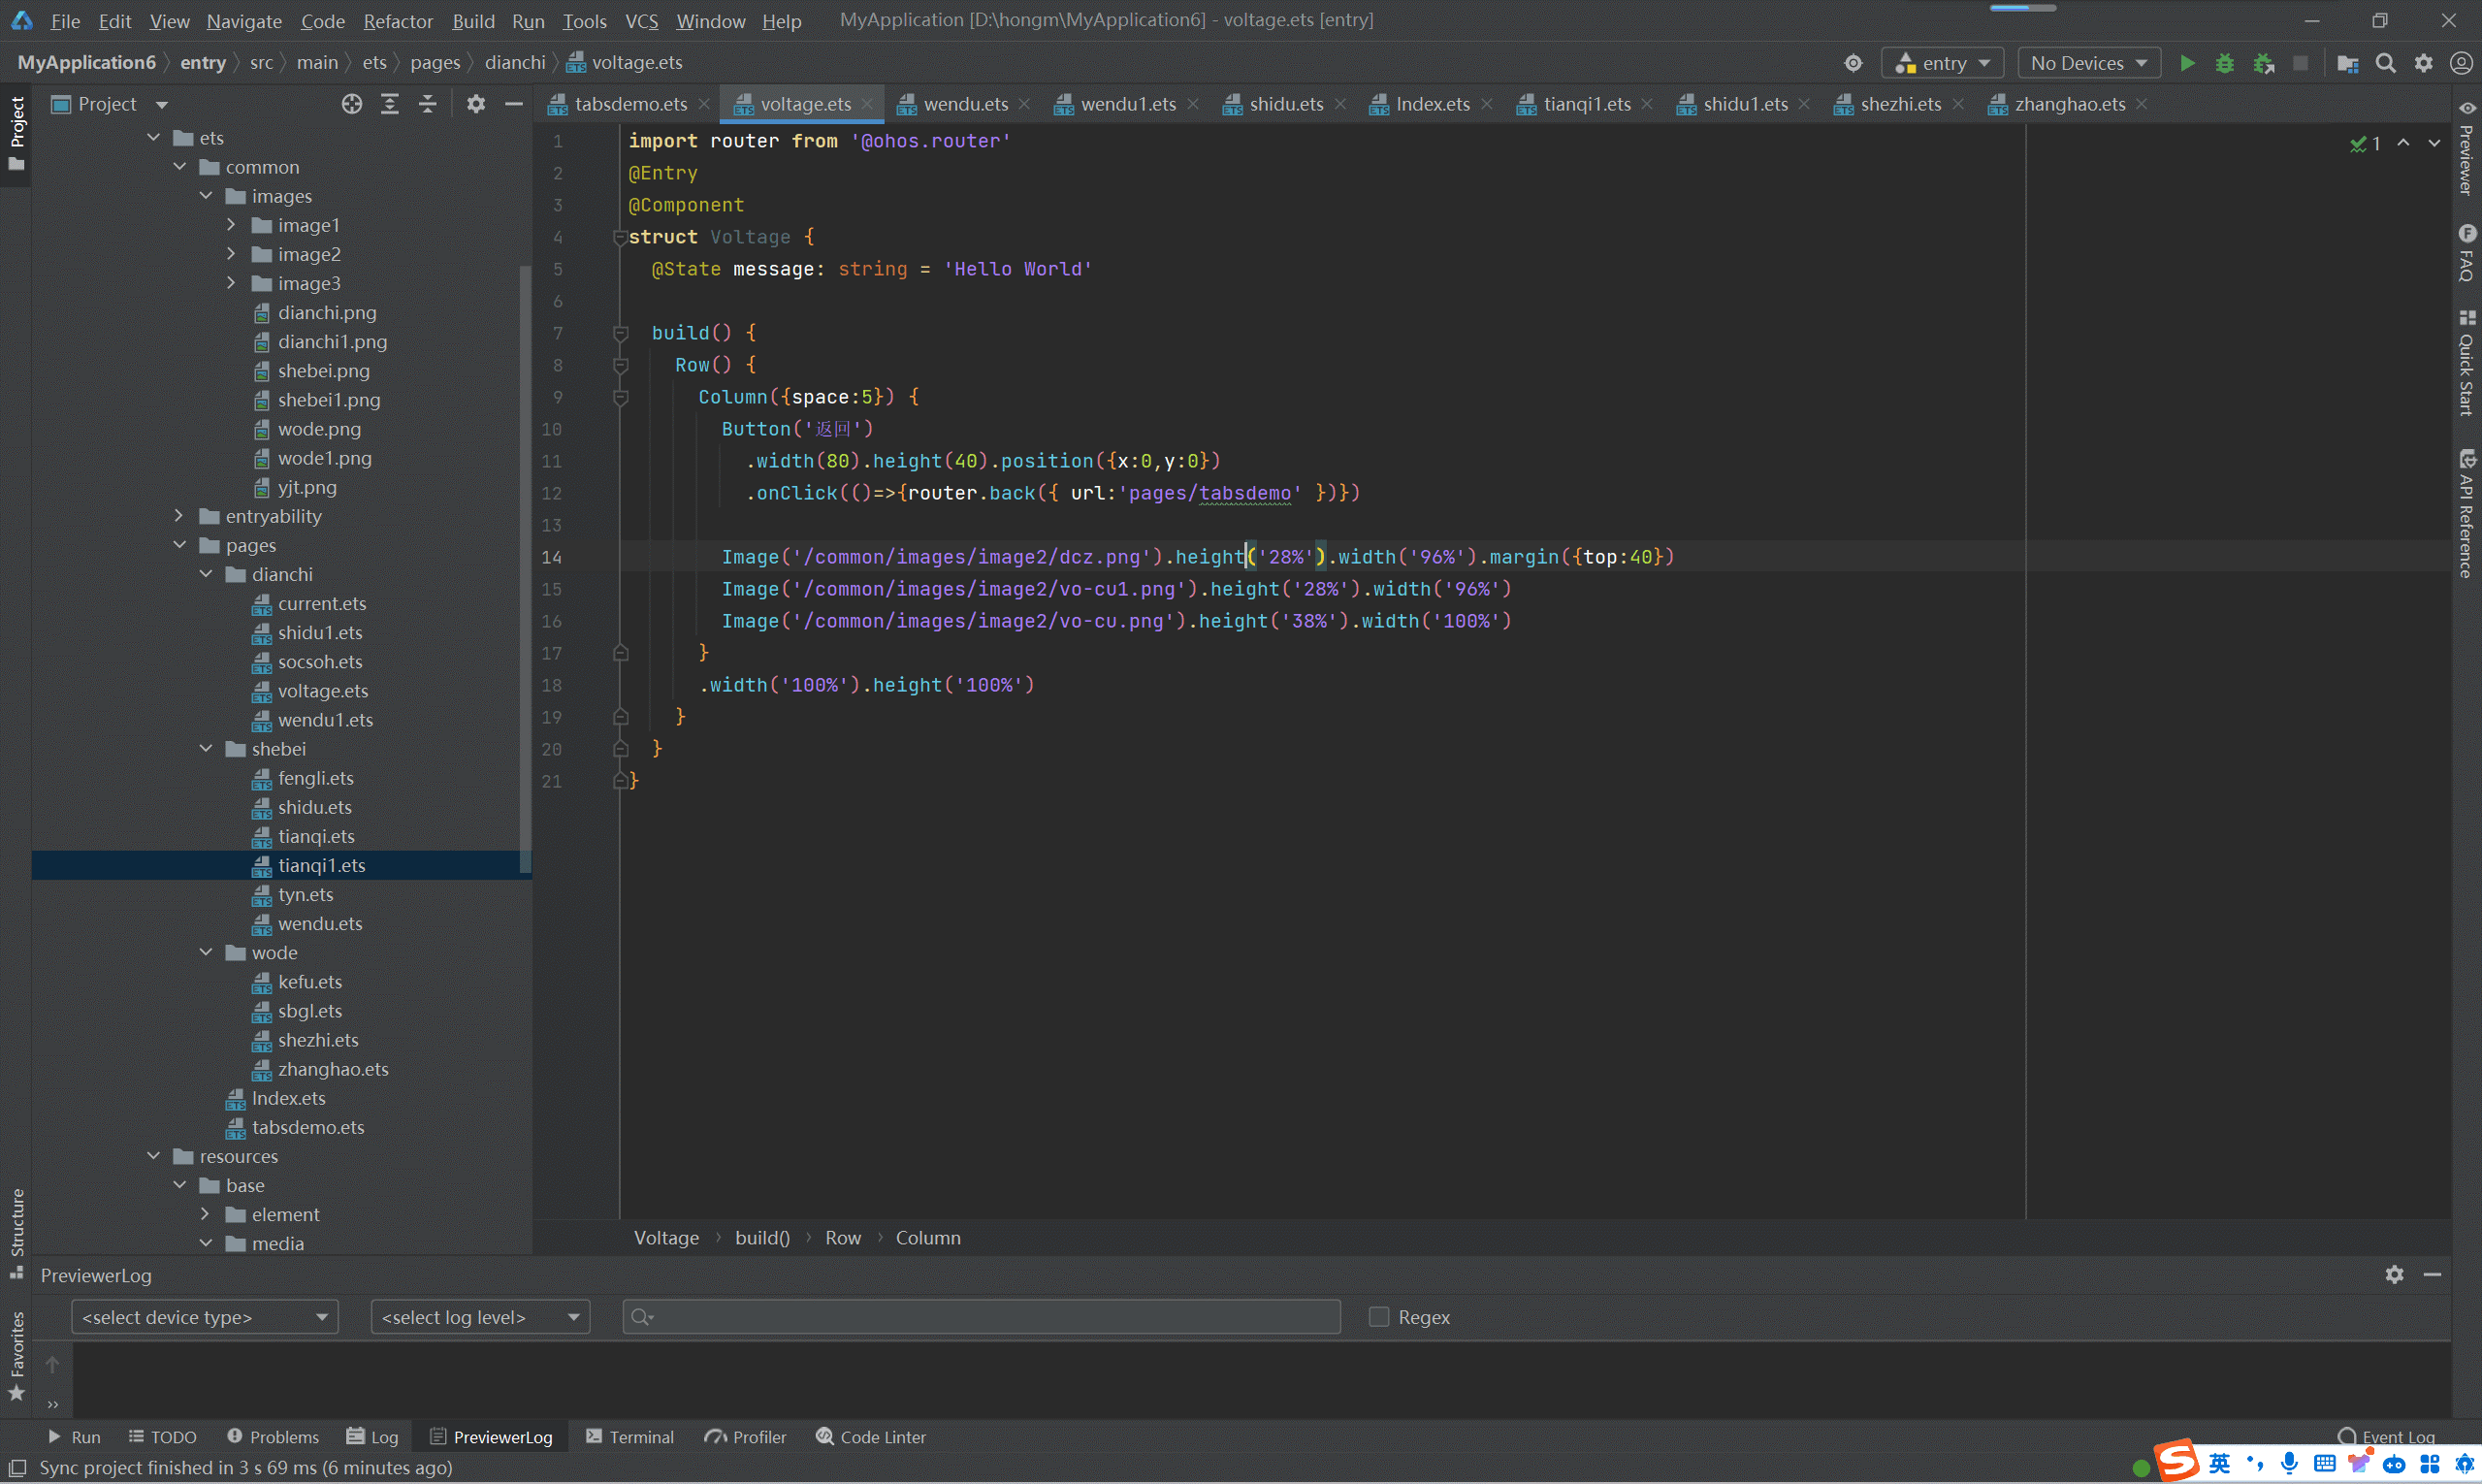 File Edit View Navigate Code Refactor Build Run Tools VCS Window Help MyApplication [D:\hongm\MyApplication6] - voltage.ets [entry]
MyApplication6 entry src main ets pages dianchi voltage.ets entry No Devices
Project
Project
tabsdemo.ets voltage.ets wendu.ets wendu1.ets shidu.ets Index.ets tianqi1.ets shidu1.ets shezhi.ets zhanghao.ets
ets
common
images
image1
image2
image3
dianchi.png
dianchi1.png
shebei.png
shebei1.png
wode.png
wode1.png
yjt.png
entryability
pages
dianchi
current.ets
shidu1.ets
socsoh.ets
voltage.ets
wendu1.ets
shebei
fengli.ets
shidu.ets
tianqi.ets
tianqi1.ets
tyn.ets
wendu.ets
wode
kefu.ets
sbgl.ets
shezhi.ets
zhanghao.ets
Index.ets
tabsdemo.ets
resources
base
element
media
1 import router from '@ohos.router'
2 @Entry
3 @Component
4 struct Voltage {
5 @State message: string = 'Hello World'
6
7 build() {
8 Row() {
9 Column({space:5}) {
10 Button('返回')
11 .width(80).height(40).position({x:0,y:0})
12 .onClick(()=>{router.back({ url:'pages/tabsdemo' })})
13
14 Image('/common/images/image2/dcz.png').height('28%').width('96%').margin({top:40})
15 Image('/common/images/image2/vo-cu1.png').height('28%').width('96%')
16 Image('/common/images/image2/vo-cu.png').height('38%').width('100%')
17 }
18 .width('100%').height('100%')
19 }
20 }
21 }
1
Previewer
FAQ
Quick Start
API Reference
Voltage build() Row Column
Structure
Favorites
PreviewerLog
<select device type> <select log level> Regex
Run TODO Problems Log PreviewerLog Terminal Profiler Code Linter Event Log
Sync project finished in 3 s 69 ms (6 minutes ago)
英